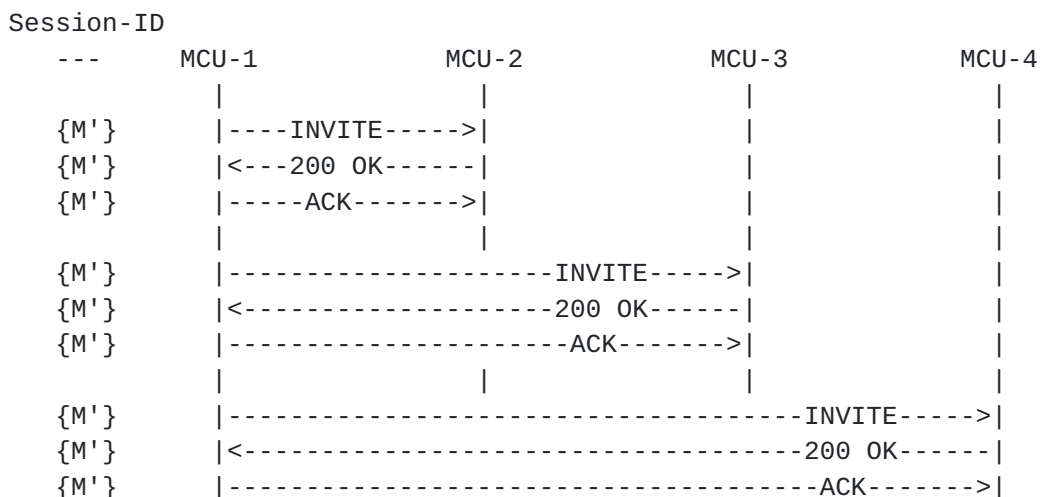 Session-ID
--- MCU-1 MCU-2 MCU-3 MCU-4
| | | |
{M'} |----INVITE----->| | |
{M'} |<---200 OK------| | |
{M'} |-----ACK------->| | |
| | | |
{M'} |---------------------INVITE----->| |
{M'} |<--------------------200 OK------| |
{M'} |----------------------ACK------->| |
| | | |
{M'} |-------------------------------------INVITE----->|
{M'} |<------------------------------------200 OK------|
{M'} |--------------------------------------ACK------->|